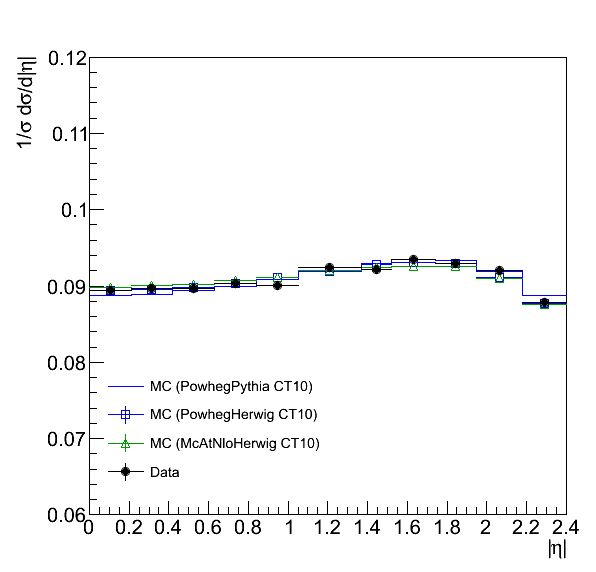 1/σ dσ/d|η|
0.12
0.11
0.1
0.09
0.08
0.07
0.06
MC (PowhegPythia CT10)
MC (PowhegHerwig CT10)
MC (McAtNloHerwig CT10)
Data
0 0.2 0.4 0.6 0.8 1 1.2 1.4 1.6 1.8 2 2.2 2.4
|η|